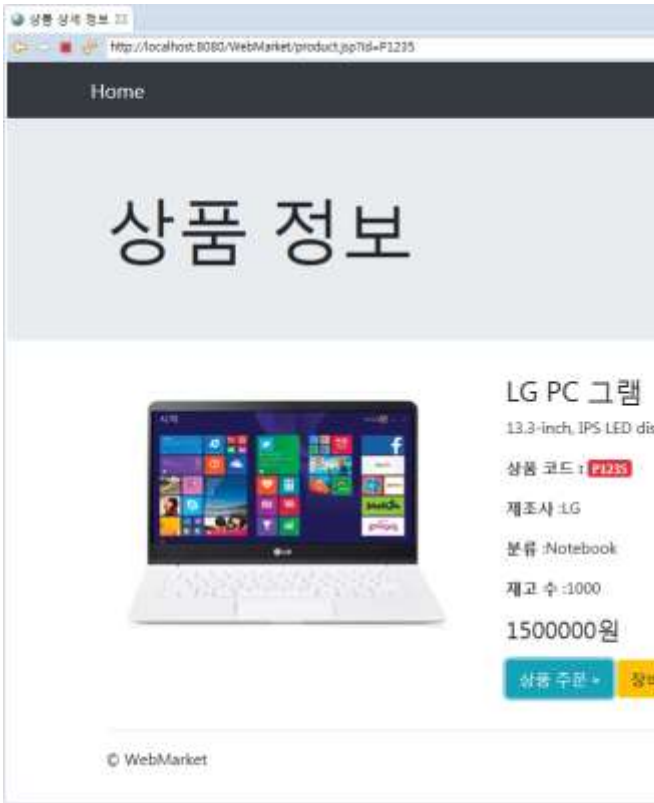 상품 상세 정보
http://localhost:8080/WebMarket/product.jsp?id=P1235
Home
상품 정보
LG PC 그램
13.3-inch, IPS LED dis
상품 코드 : P1235
제조사 :LG
분류 :Notebook
재고 수 :1000
1500000원
상품 주문 »
© WebMarket